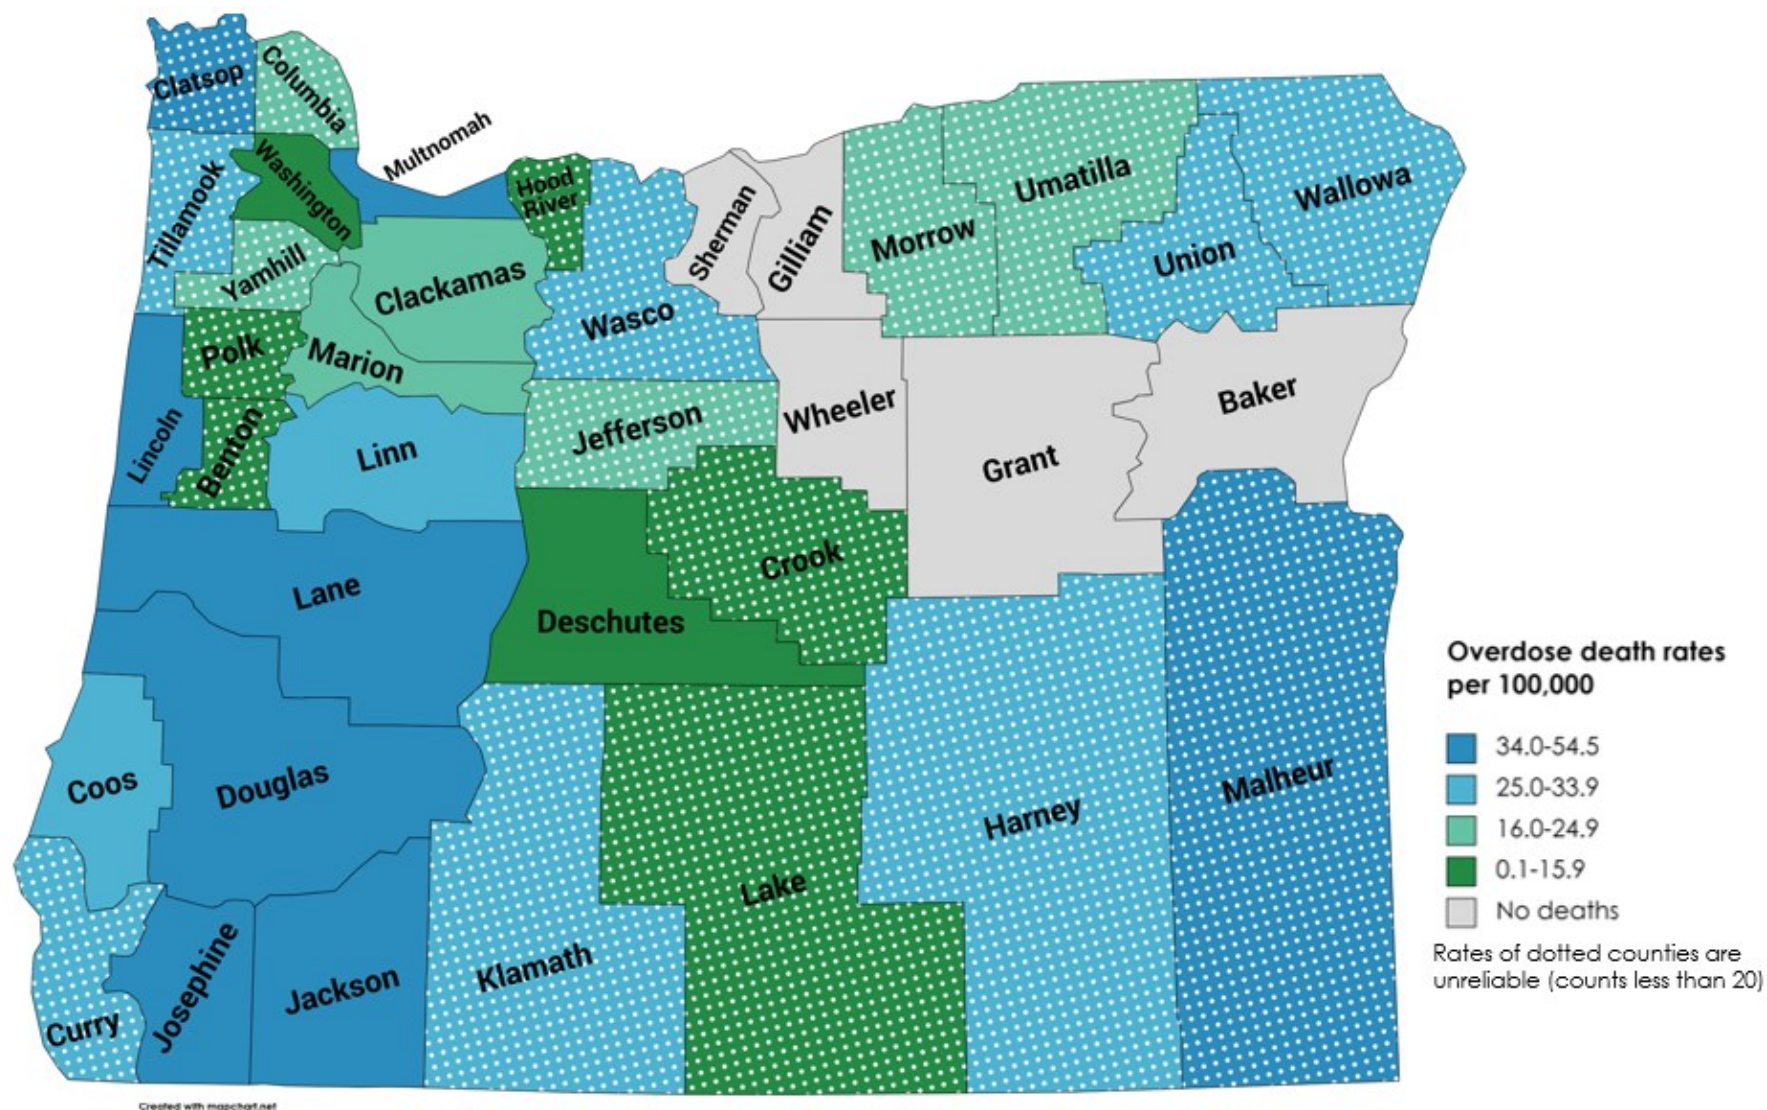 Clatsop
Columbia
Multnomah
Washington
Tillamook
Hood
River
Yamhill
Clackamas
Wasco
Sherman
Gilliam
Morrow
Umatilla
Union
Wallowa
Polk
Marion
Lincoln
Benton
Linn
Jefferson
Wheeler
Grant
Baker
Crook
Lane
Deschutes
Coos
Douglas
Harney
Malheur
Lake
Klamath
Curry
Josephine
Jackson
Overdose death rates
per 100,000
34.0-54.5
25.0-33.9
16.0-24.9
0.1-15.9
No deaths
Rates of dotted counties are
unreliable (counts less than 20)
Created with mapchart.net